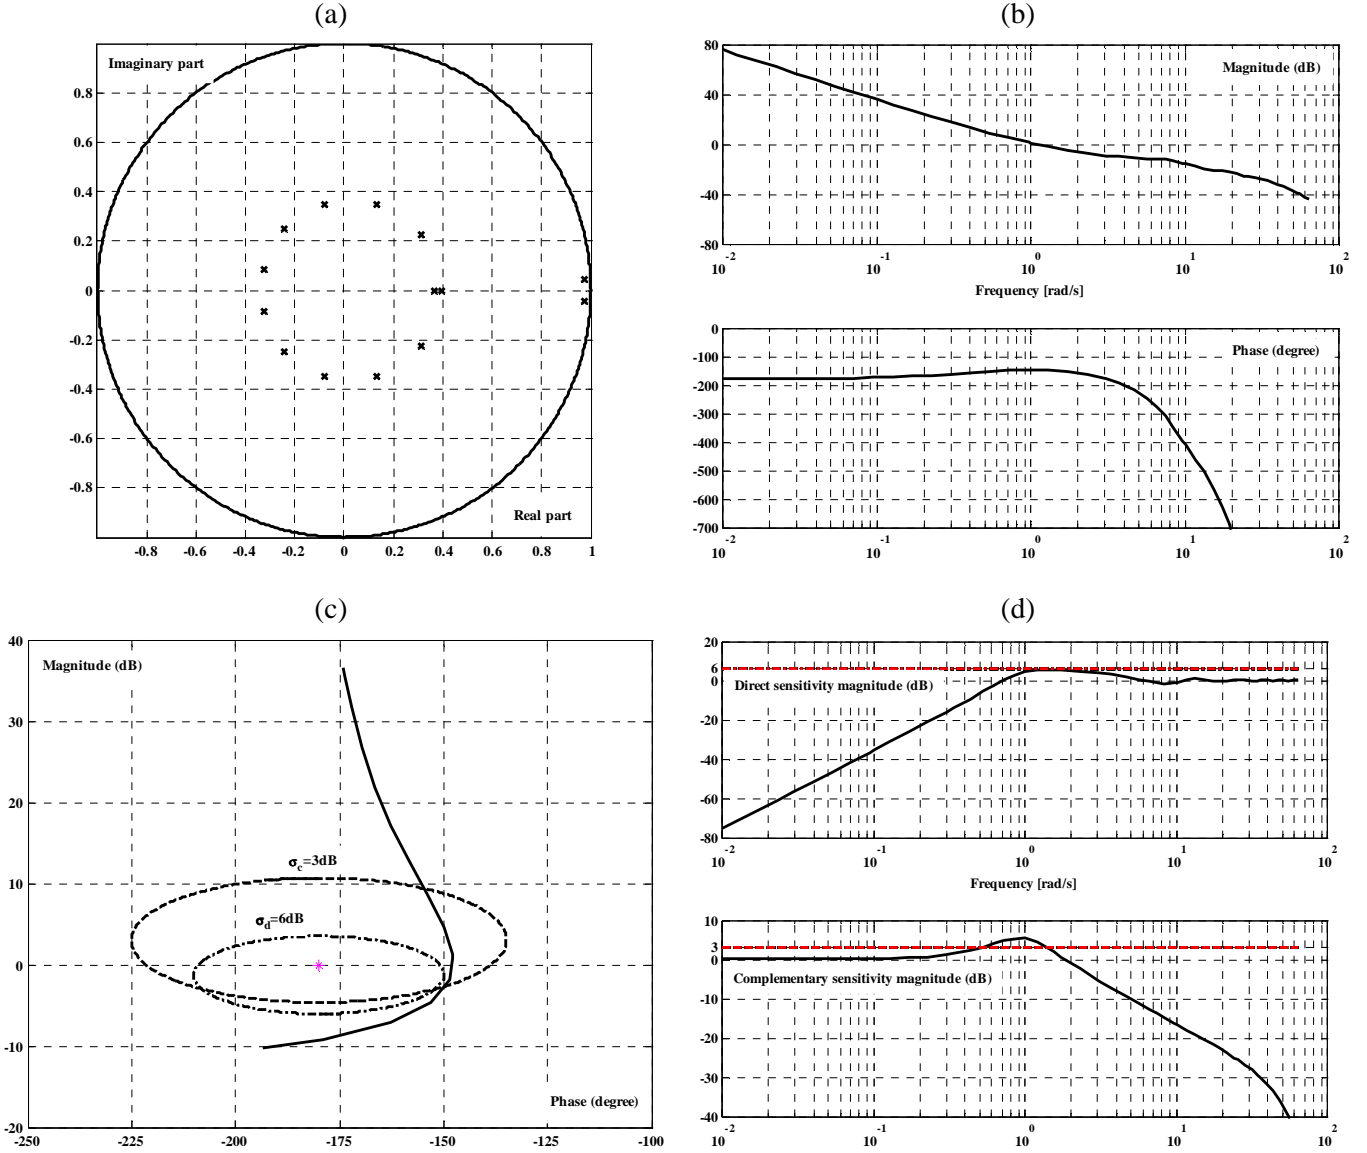 (a)
Imaginary part
0.8
0.6
0.4
0.2
0
-0.2
-0.4
-0.6
-0.8
Real part
-0.8 -0.6 -0.4 -0.2 0 0.2 0.4 0.6 0.8 1
(b)
80
Magnitude (dB)
40
0
-40
-80
10^-2 10^-1 10^0 10^1 10^2
Frequency [rad/s]
0
Phase (degree)
-100
-200
-300
-400
-500
-600
-700
10^-2 10^-1 10^0 10^1 10^2
(c)
40
Magnitude (dB)
30
20
10
σc=3dB
σd=6dB
0
-10
Phase (degree)
-20
-250 -225 -200 -175 -150 -125 -100
(d)
20
6
0
Direct sensitivity magnitude (dB)
-20
-40
-60
-80
10^-2 10^-1 10^0 10^1 10^2
Frequency [rad/s]
10
3
0
Complementary sensitivity magnitude (dB)
-10
-20
-30
-40
10^-2 10^-1 10^0 10^1 10^2